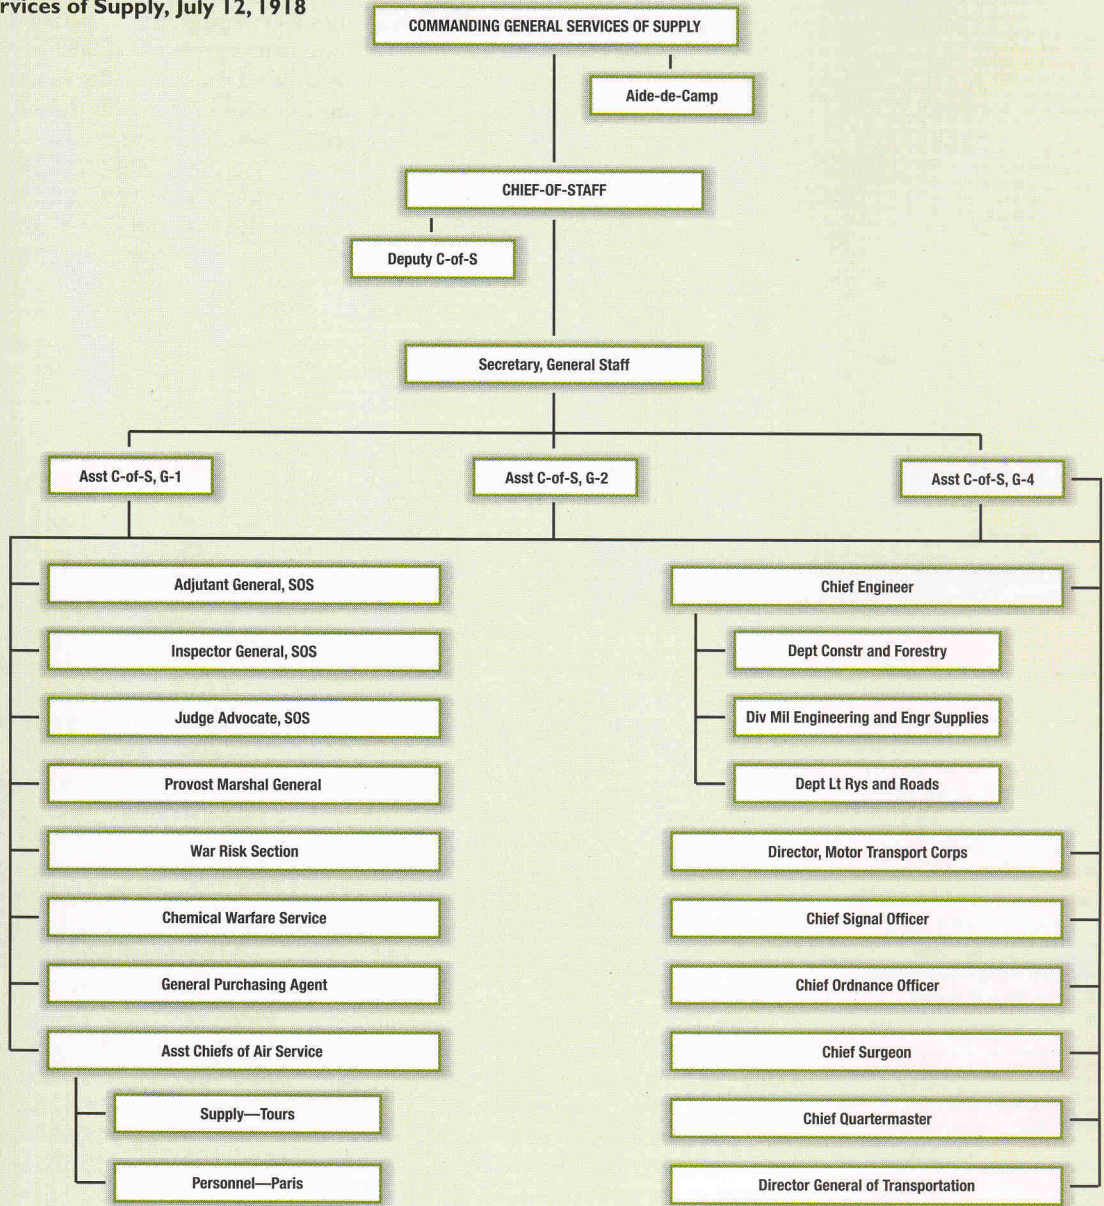 rvices of Supply, July 12, 1918
COMMANDING GENERAL SERVICES OF SUPPLY
Aide-de-Camp
CHIEF-OF-STAFF
Deputy C-of-S
Secretary, General Staff
Asst C-of-S, G-1
Asst C-of-S, G-2
Asst C-of-S, G-4
Adjutant General, SOS
Inspector General, SOS
Judge Advocate, SOS
Provost Marshal General
War Risk Section
Chemical Warfare Service
General Purchasing Agent
Asst Chiefs of Air Service
Supply—Tours
Personnel—Paris
Chief Engineer
Dept Constr and Forestry
Div Mil Engineering and Engr Supplies
Dept Lt Rys and Roads
Director, Motor Transport Corps
Chief Signal Officer
Chief Ordnance Officer
Chief Surgeon
Chief Quartermaster
Director General of Transportation